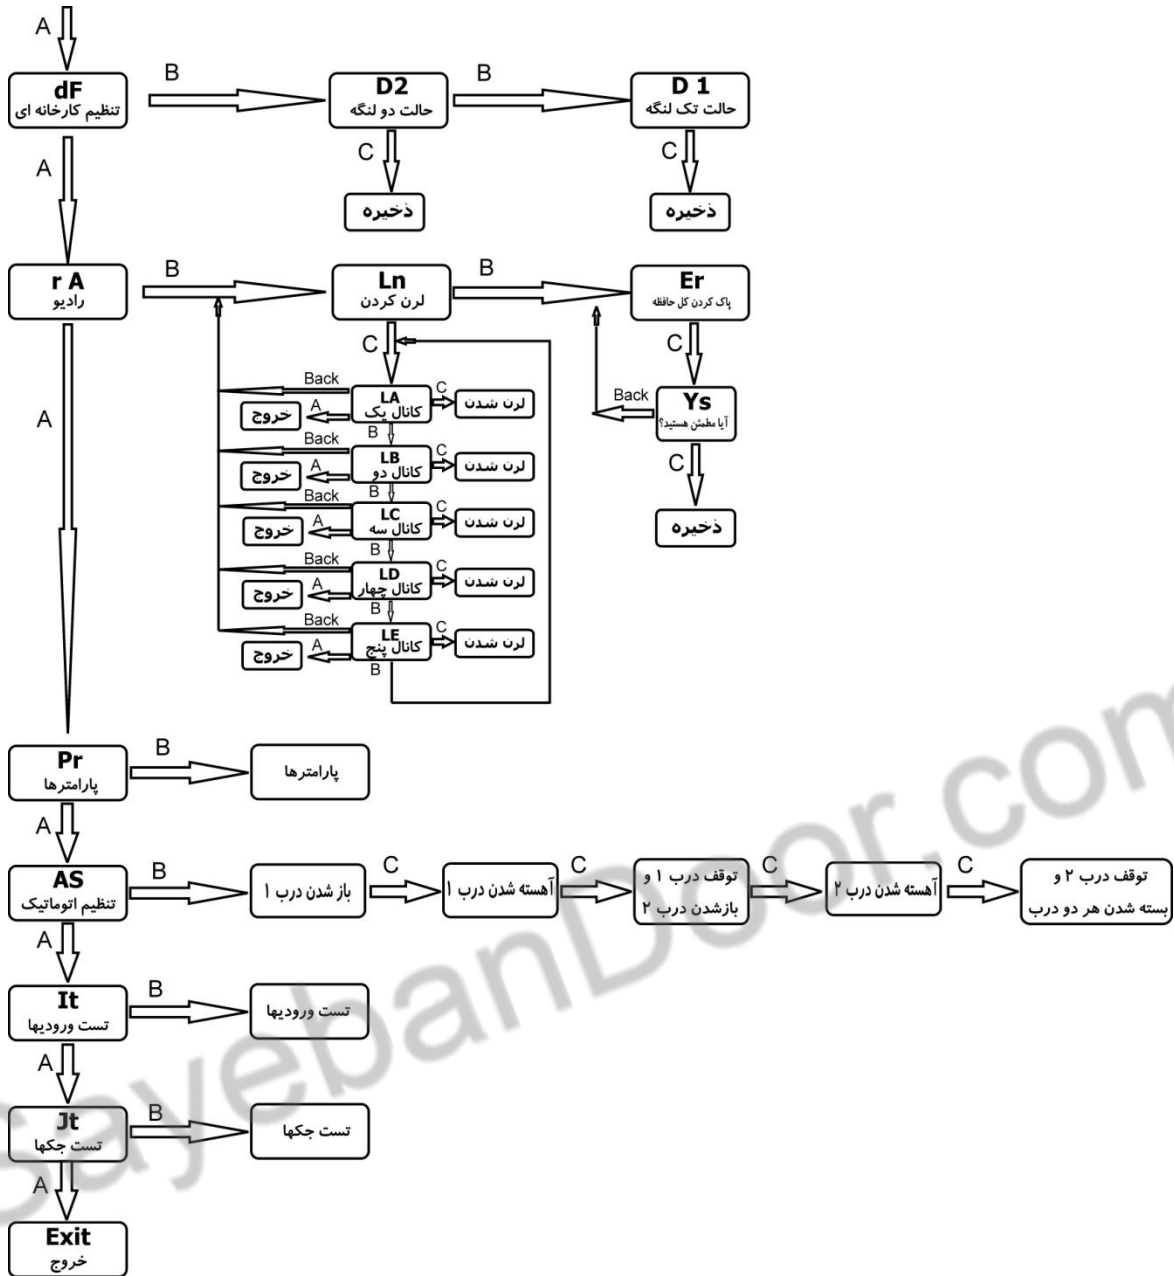 A
dF
تنظیم کارخانه ای
B
D2
حالت دو لنگه
B
D 1
حالت تک لنگه
C
ذخیره
C
ذخیره
A
r A
رادیو
B
Ln
لرن کردن
B
Er
پاک کردن کل حافظه
C
C
Ys
آیا مطمئن هستید؟
Back
C
ذخیره
LA
کانال یک
Back
A
خروج
C
لرن شدن
B
LB
کانال دو
Back
A
خروج
C
لرن شدن
B
LC
کانال سه
Back
A
خروج
C
لرن شدن
B
LD
کانال چهار
Back
A
خروج
C
لرن شدن
B
LE
کانال پنج
Back
A
خروج
C
لرن شدن
B
A
Pr
پارامترها
B
پارامترها
A
AS
تنظیم اتوماتیک
B
باز شدن درب 1
C
آهسته شدن درب 1
C
توقف درب 1 و
بازشدن درب ۲
C
آهسته شدن درب ۲
C
توقف درب ۲ و
بسته شدن هر دو درب
A
It
تست ورودیها
B
تست ورودیها
A
Jt
تست جکها
B
تست جکها
A
Exit
خروج
SayebanDoor.com